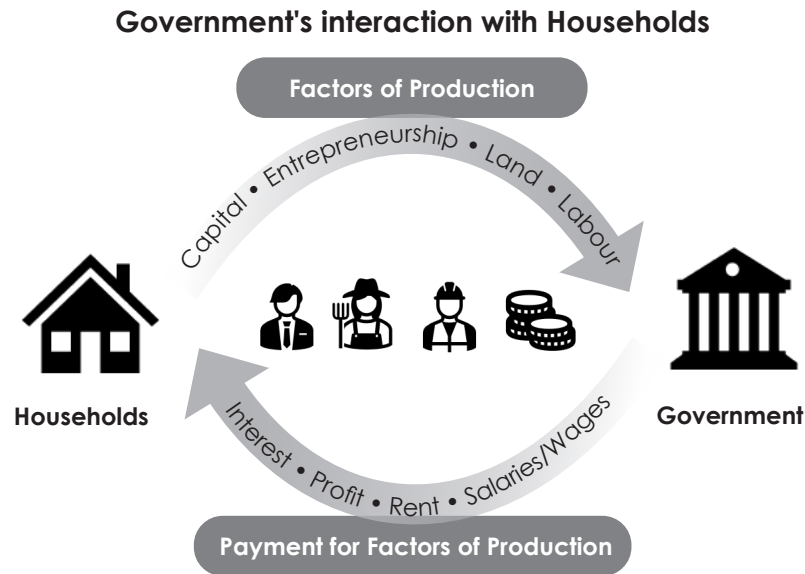 Government's interaction with Households
Factors of Production
Capital • Entrepreneurship • Land • Labour
Households
Government
Interest • Profit • Rent • Salaries/Wages
Payment for Factors of Production